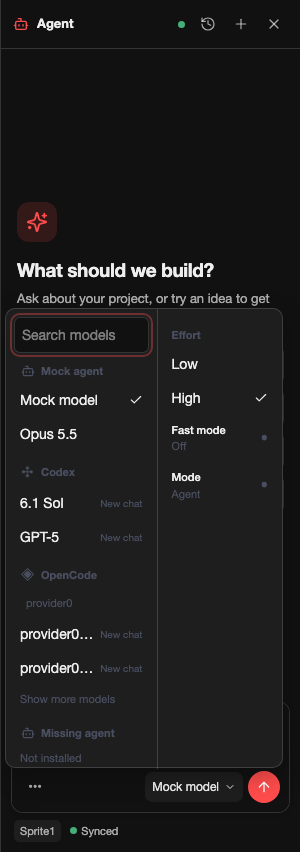 Agent
What should we build?
Ask about your project, or try an idea to get
Search models
Mock agent
Mock model
Opus 5.5
Codex
6.1 Sol New chat
GPT-5 New chat
OpenCode
provider0
provider0... New chat
provider0... New chat
Show more models
Missing agent
Not installed
Effort
Low
High
Fast mode
Off
Mode
Agent
Mock model
Sprite1 Synced